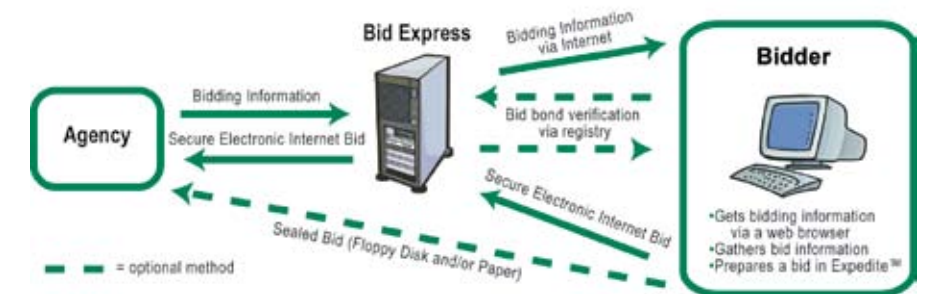 Bid Express
Bidding Information
via Internet
Bidder
Agency
Bidding Information
Secure Electronic Internet Bid
Bid bond verification
via registry
Secure Electronic Internet Bid
Sealed Bid (Floppy Disk and/or Paper)
= optional method
•Gets bidding information
via a web browser
•Gathers bid information
•Prepares a bid in Expedite™